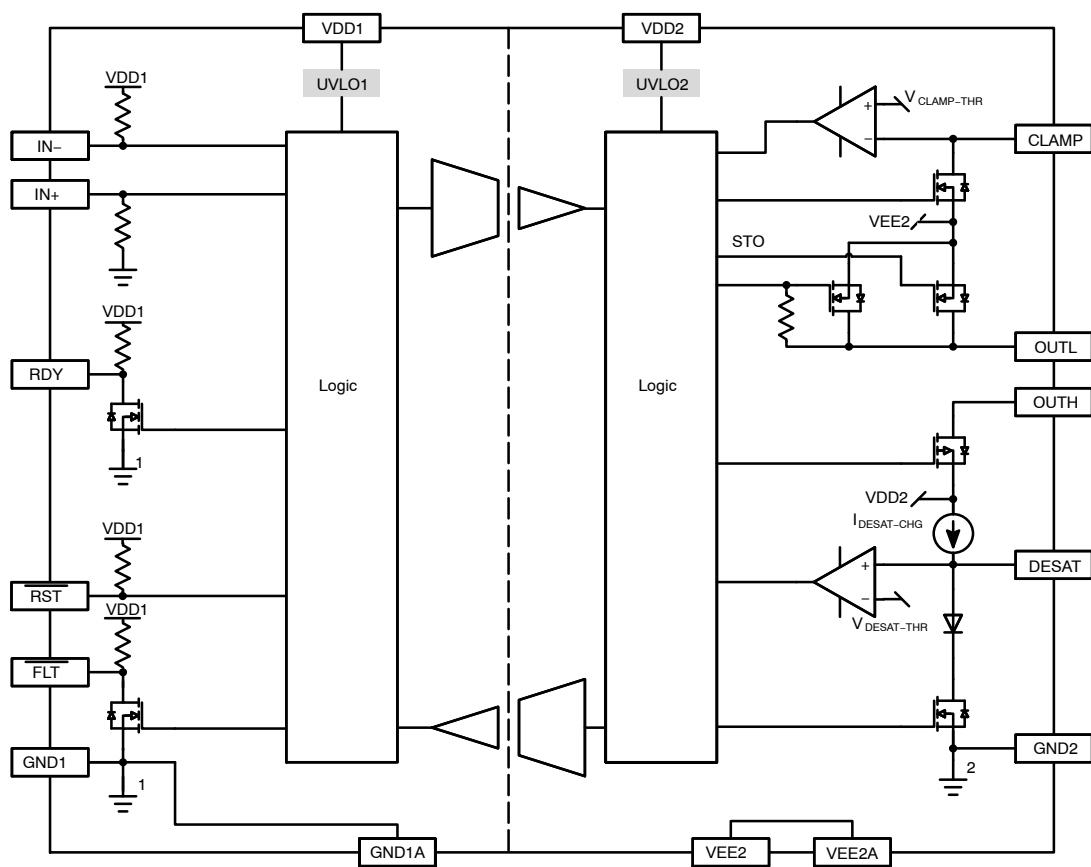 VDD1 VDD2
UVLO1 UVLO2
VDD1
IN−
IN+
VDD1
RDY
1
VDD1
RST
VDD1
FLT
GND1
1
GND1A
Logic
Logic
V CLAMP−THR
+
−
CLAMP
VEE2
STO
OUTL
OUTH
VDD2
I DESAT−CHG
DESAT
+
−
V DESAT−THR
GND2
2
VEE2 VEE2A